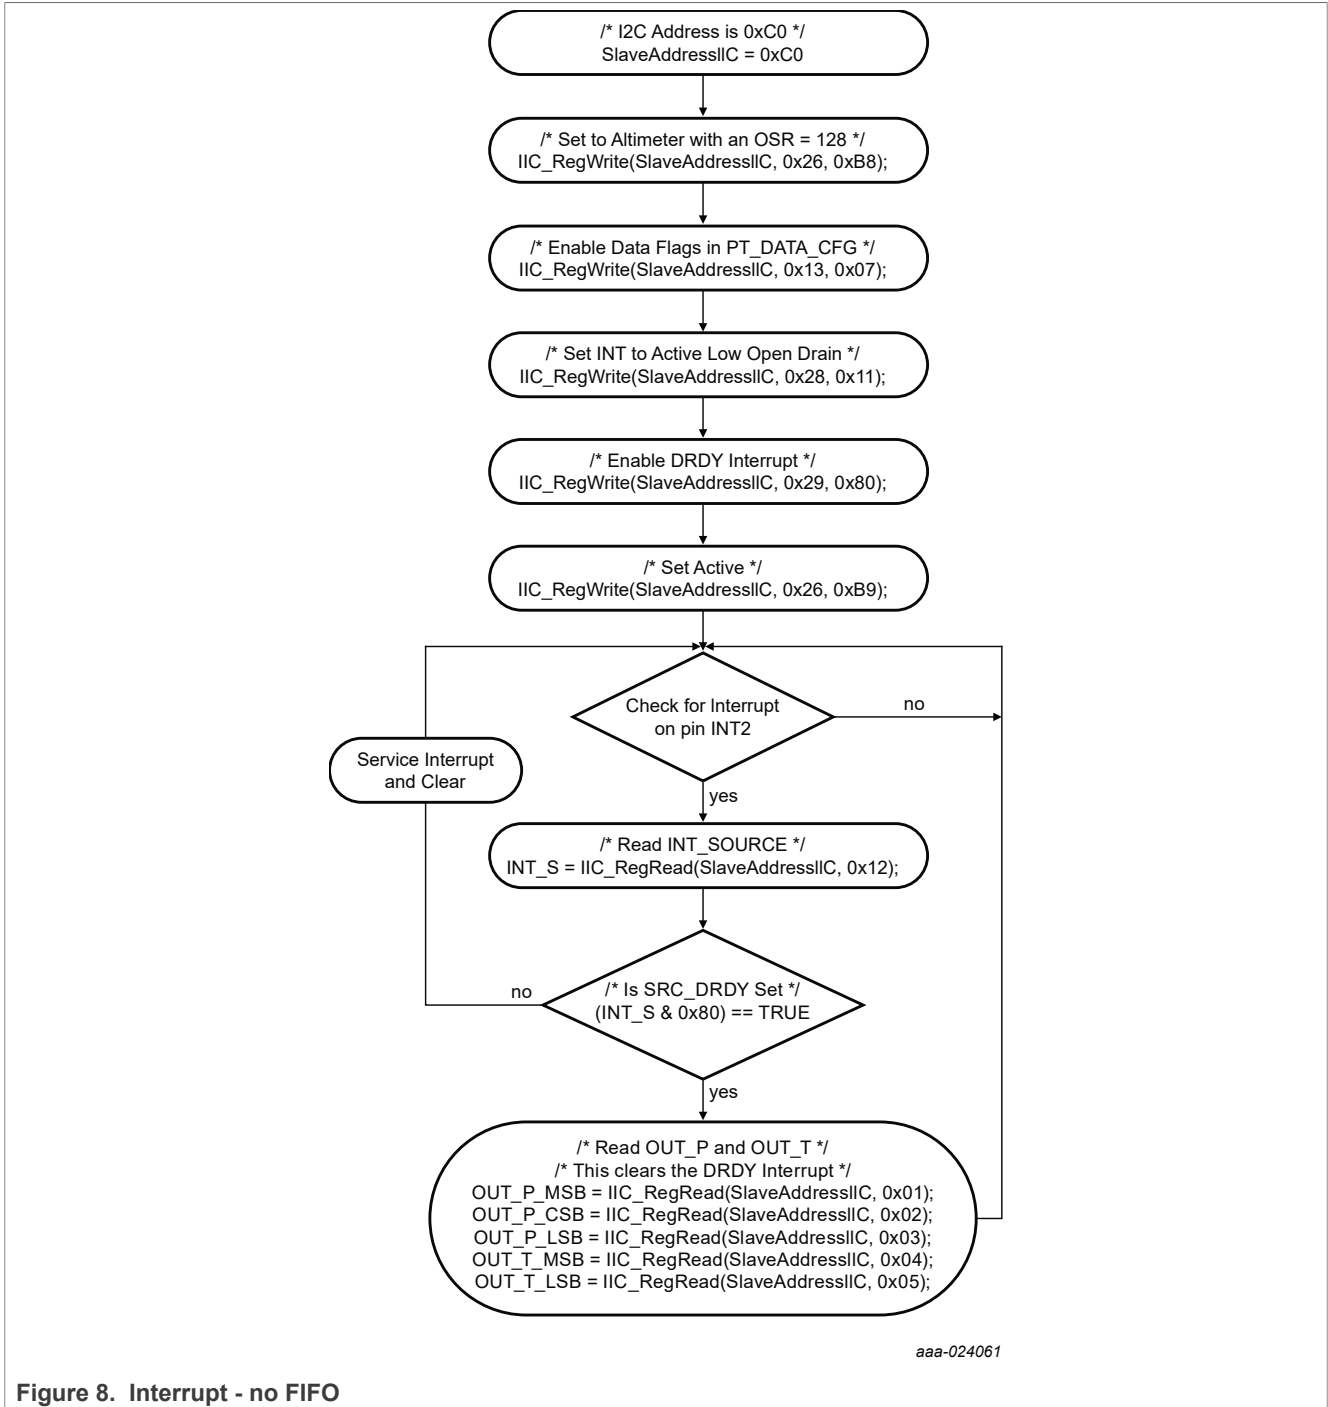 /* I2C Address is 0xC0 */
SlaveAddressIIC = 0xC0
/* Set to Altimeter with an OSR = 128 */
IIC_RegWrite(SlaveAddressIIC, 0x26, 0xB8);
/* Enable Data Flags in PT_DATA_CFG */
IIC_RegWrite(SlaveAddressIIC, 0x13, 0x07);
/* Set INT to Active Low Open Drain */
IIC_RegWrite(SlaveAddressIIC, 0x28, 0x11);
/* Enable DRDY Interrupt */
IIC_RegWrite(SlaveAddressIIC, 0x29, 0x80);
/* Set Active */
IIC_RegWrite(SlaveAddressIIC, 0x26, 0xB9);
Check for Interrupt
on pin INT2
no
Service Interrupt
and Clear
yes
/* Read INT_SOURCE */
INT_S = IIC_RegRead(SlaveAddressIIC, 0x12);
no
/* Is SRC_DRDY Set */
(INT_S & 0x80) == TRUE
yes
/* Read OUT_P and OUT_T */
/* This clears the DRDY Interrupt */
OUT_P_MSB = IIC_RegRead(SlaveAddressIIC, 0x01);
OUT_P_CSB = IIC_RegRead(SlaveAddressIIC, 0x02);
OUT_P_LSB = IIC_RegRead(SlaveAddressIIC, 0x03);
OUT_T_MSB = IIC_RegRead(SlaveAddressIIC, 0x04);
OUT_T_LSB = IIC_RegRead(SlaveAddressIIC, 0x05);
aaa-024061
Figure 8. Interrupt - no FIFO